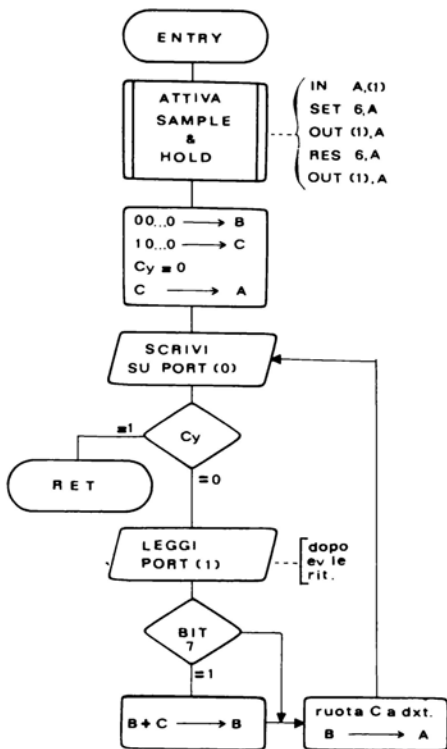 ENTRY
ATTIVA
SAMPLE
&
HOLD
IN A,(1)
SET 6,A
OUT (1),A
RES 6,A
OUT (1),A
00...0 → B
10...0 → C
Cy = 0
C → A
SCRIVI
SU PORT (0)
Cy
=1
=0
RET
LEGGI
PORT (1)
dopo
ev le
rit.
BIT
7
=1
B+C → B
ruota C a dxt.
B → A